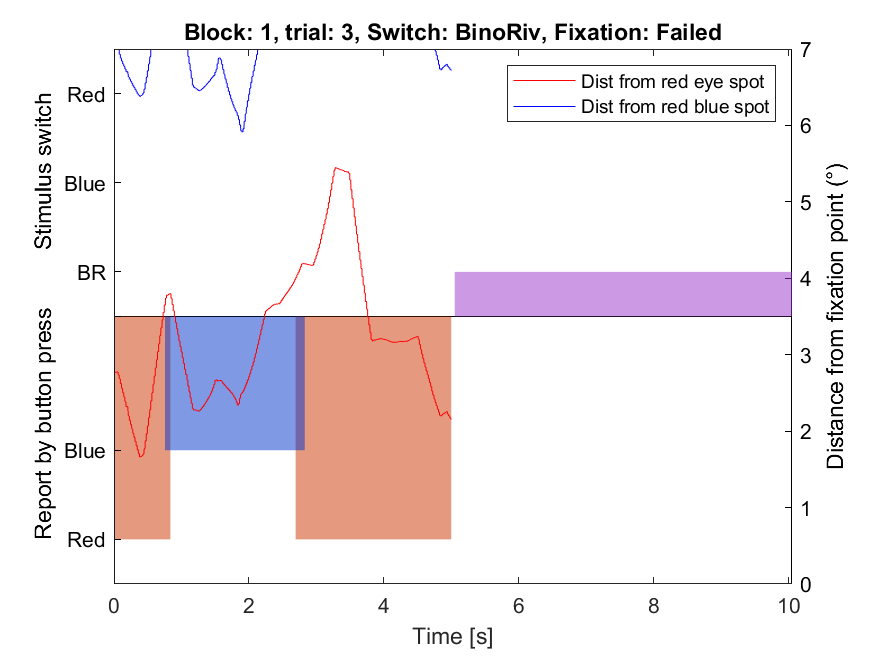 Block: 1, trial: 3, Switch: BinoRiv, Fixation: Failed
Stimulus switch
Report by button press
Red
Blue
BR
Blue
Red
Dist from red eye spot
Dist from red blue spot
7
6
5
4
3
2
1
0
Distance from fixation point (°)
0 2 4 6 8 10
Time [s]